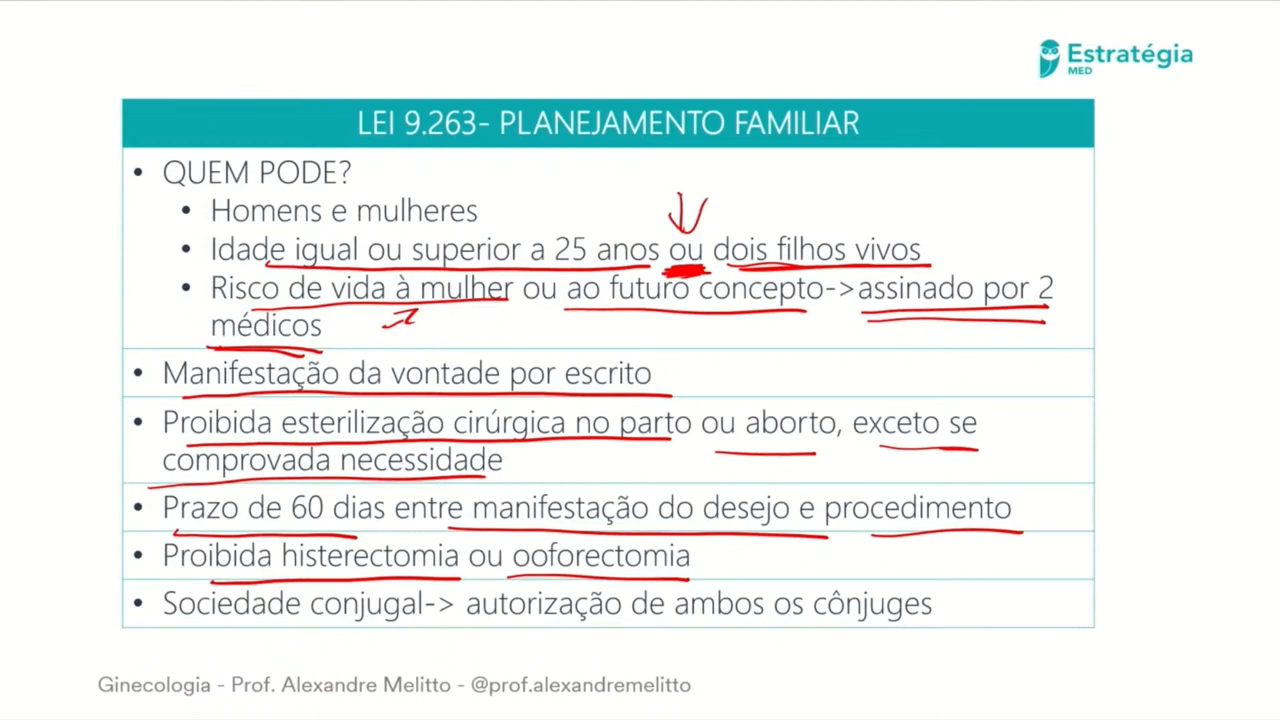 Estratégia
MED
LEI 9.263- PLANEJAMENTO FAMILIAR
• QUEM PODE?
• Homens e mulheres
• Idade igual ou superior a 25 anos ou dois filhos vivos
• Risco de vida à mulher ou ao futuro concepto->assinado por 2
médicos
• Manifestação da vontade por escrito
• Proibida esterilização cirúrgica no parto ou aborto, exceto se
comprovada necessidade
• Prazo de 60 dias entre manifestação do desejo e procedimento
• Proibida histerectomia ou ooforectomia
• Sociedade conjugal-> autorização de ambos os cônjuges
Ginecologia - Prof. Alexandre Melitto - @prof.alexandremelitto